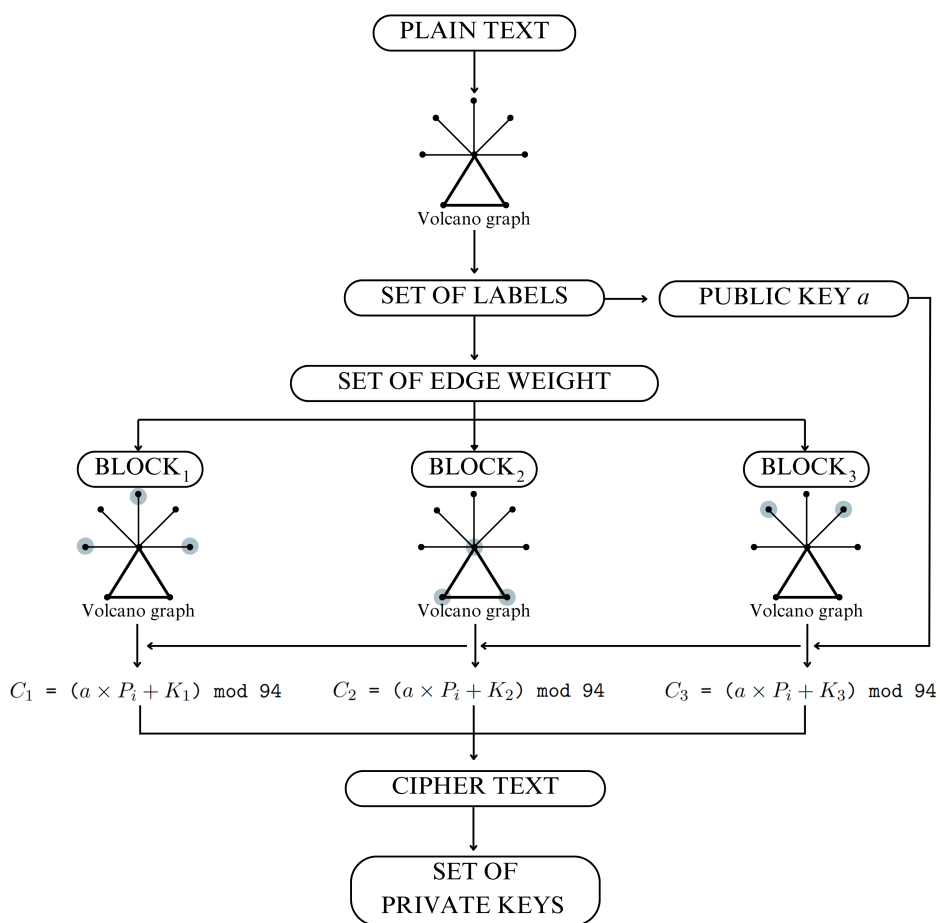 PLAIN TEXT
Volcano graph
SET OF LABELS
PUBLIC KEY a
SET OF EDGE WEIGHT
BLOCK₁
BLOCK₂
BLOCK₃
Volcano graph
Volcano graph
Volcano graph
C₁ = (a × Pᵢ + K₁) mod 94
C₂ = (a × Pᵢ + K₂) mod 94
C₃ = (a × Pᵢ + K₃) mod 94
CIPHER TEXT
SET OF
PRIVATE KEYS